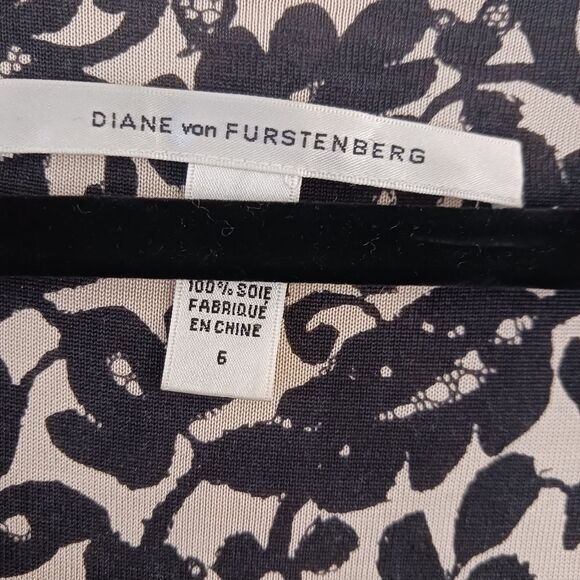 DIANE von FURSTENBERG
100% SOIE
FABRIQUE
EN CHINE
6